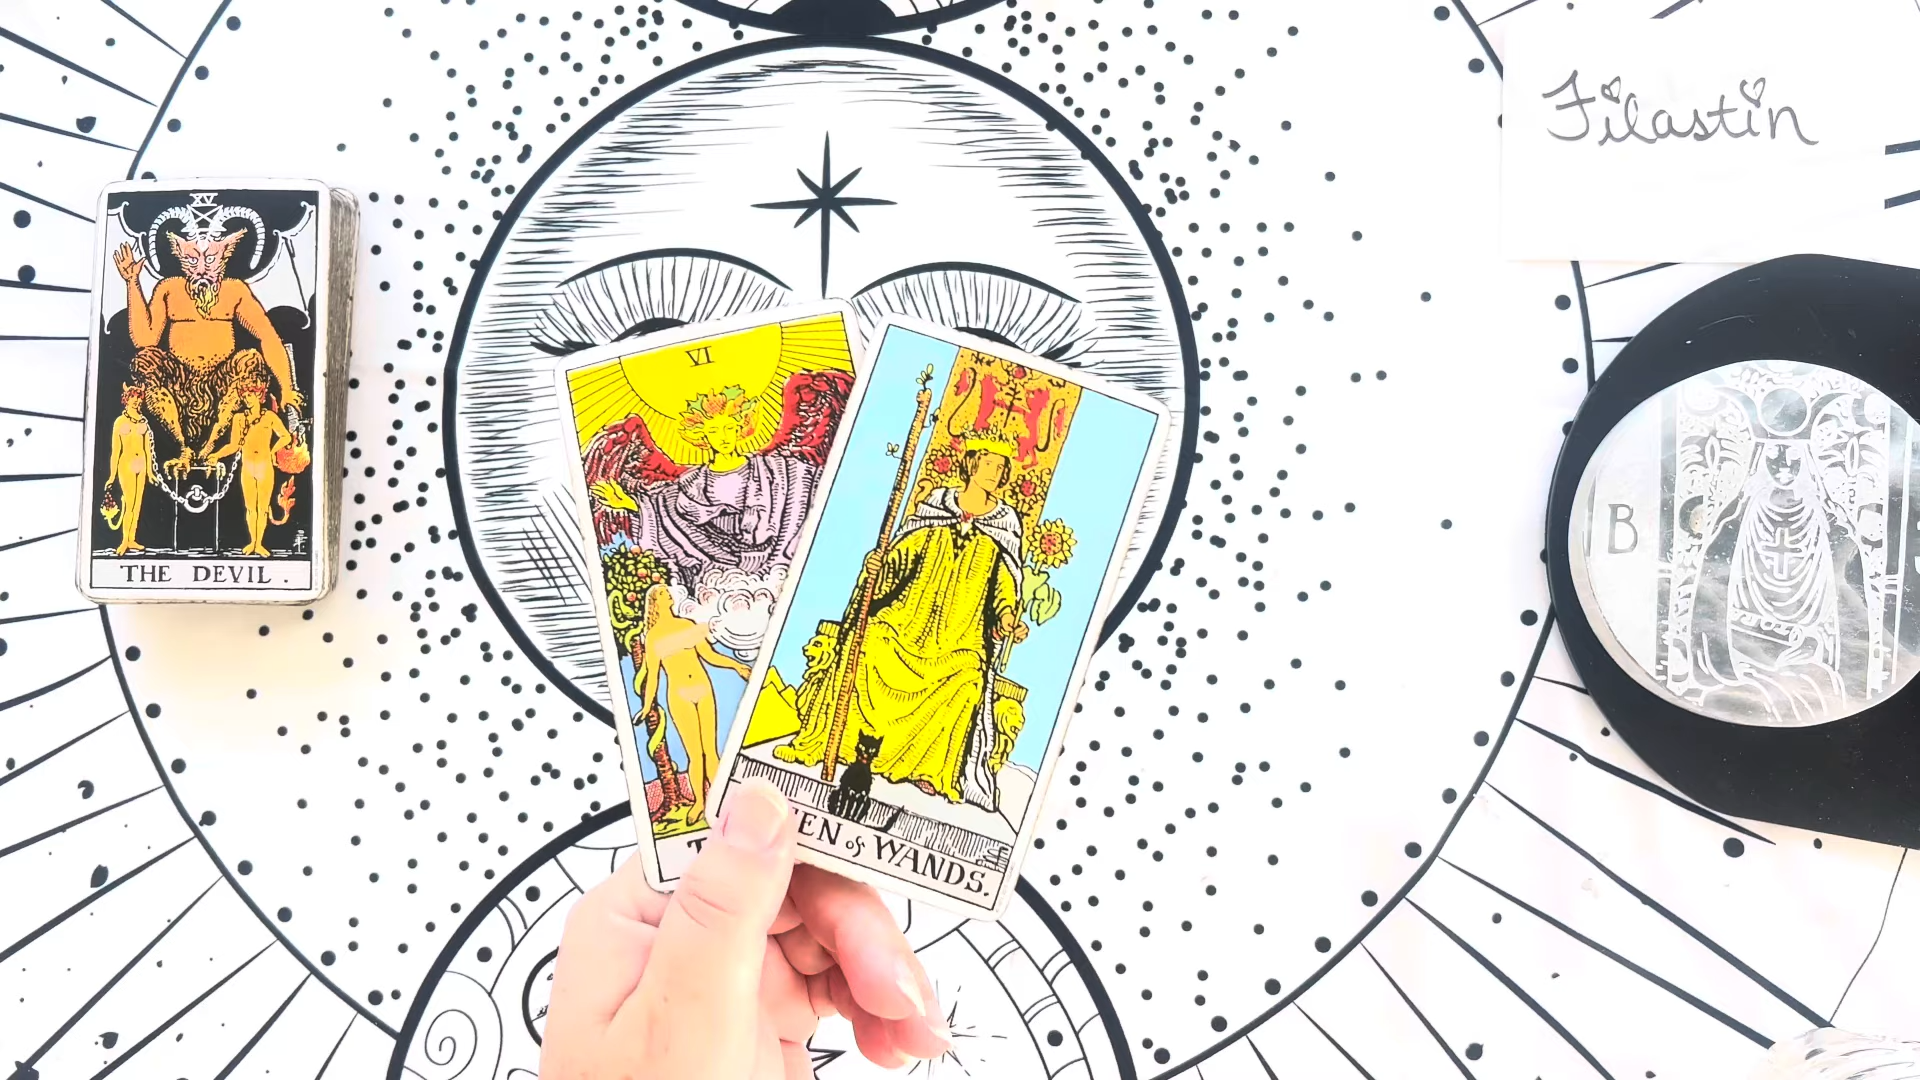 Filastin
XV
THE DEVIL.
VI
EN of WANDS.
B